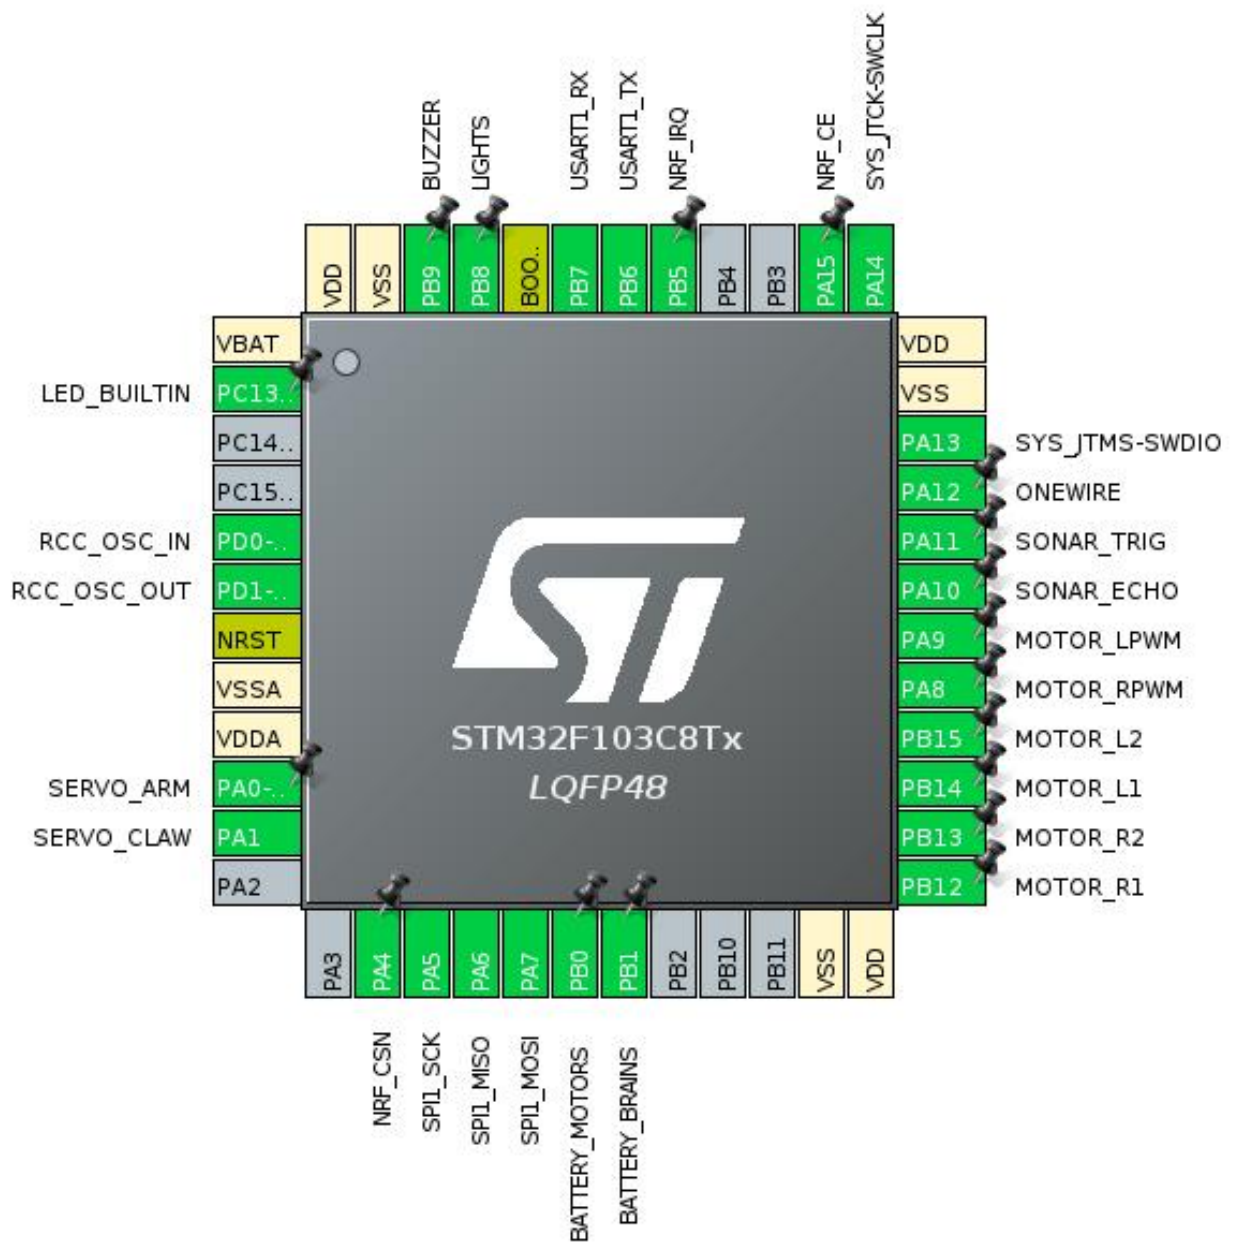 BUZZER
LIGHTS
USART1_RX
USART1_TX
NRF_IRQ
NRF_CE
SYS_JTCK-SWCLK
VDD
VSS
PB9
PB8
BOO..
PB7
PB6
PB5
PB4
PB3
PA15
PA14
VBAT
LED_BUILTIN PC13..
PC14..
PC15..
RCC_OSC_IN PD0-..
RCC_OSC_OUT PD1-..
NRST
VSSA
VDDA
SERVO_ARM PA0-..
SERVO_CLAW PA1
PA2
VDD
VSS
PA13 SYS_JTMS-SWDIO
PA12 ONEWIRE
PA11 SONAR_TRIG
PA10 SONAR_ECHO
PA9 MOTOR_LPWM
PA8 MOTOR_RPWM
PB15 MOTOR_L2
PB14 MOTOR_L1
PB13 MOTOR_R2
PB12 MOTOR_R1
ST
STM32F103C8Tx
LQFP48
PA3
PA4
PA5
PA6
PA7
PB0
PB1
PB2
PB10
PB11
VSS
VDD
NRF_CSN
SPI1_SCK
SPI1_MISO
SPI1_MOSI
BATTERY_MOTORS
BATTERY_BRAINS